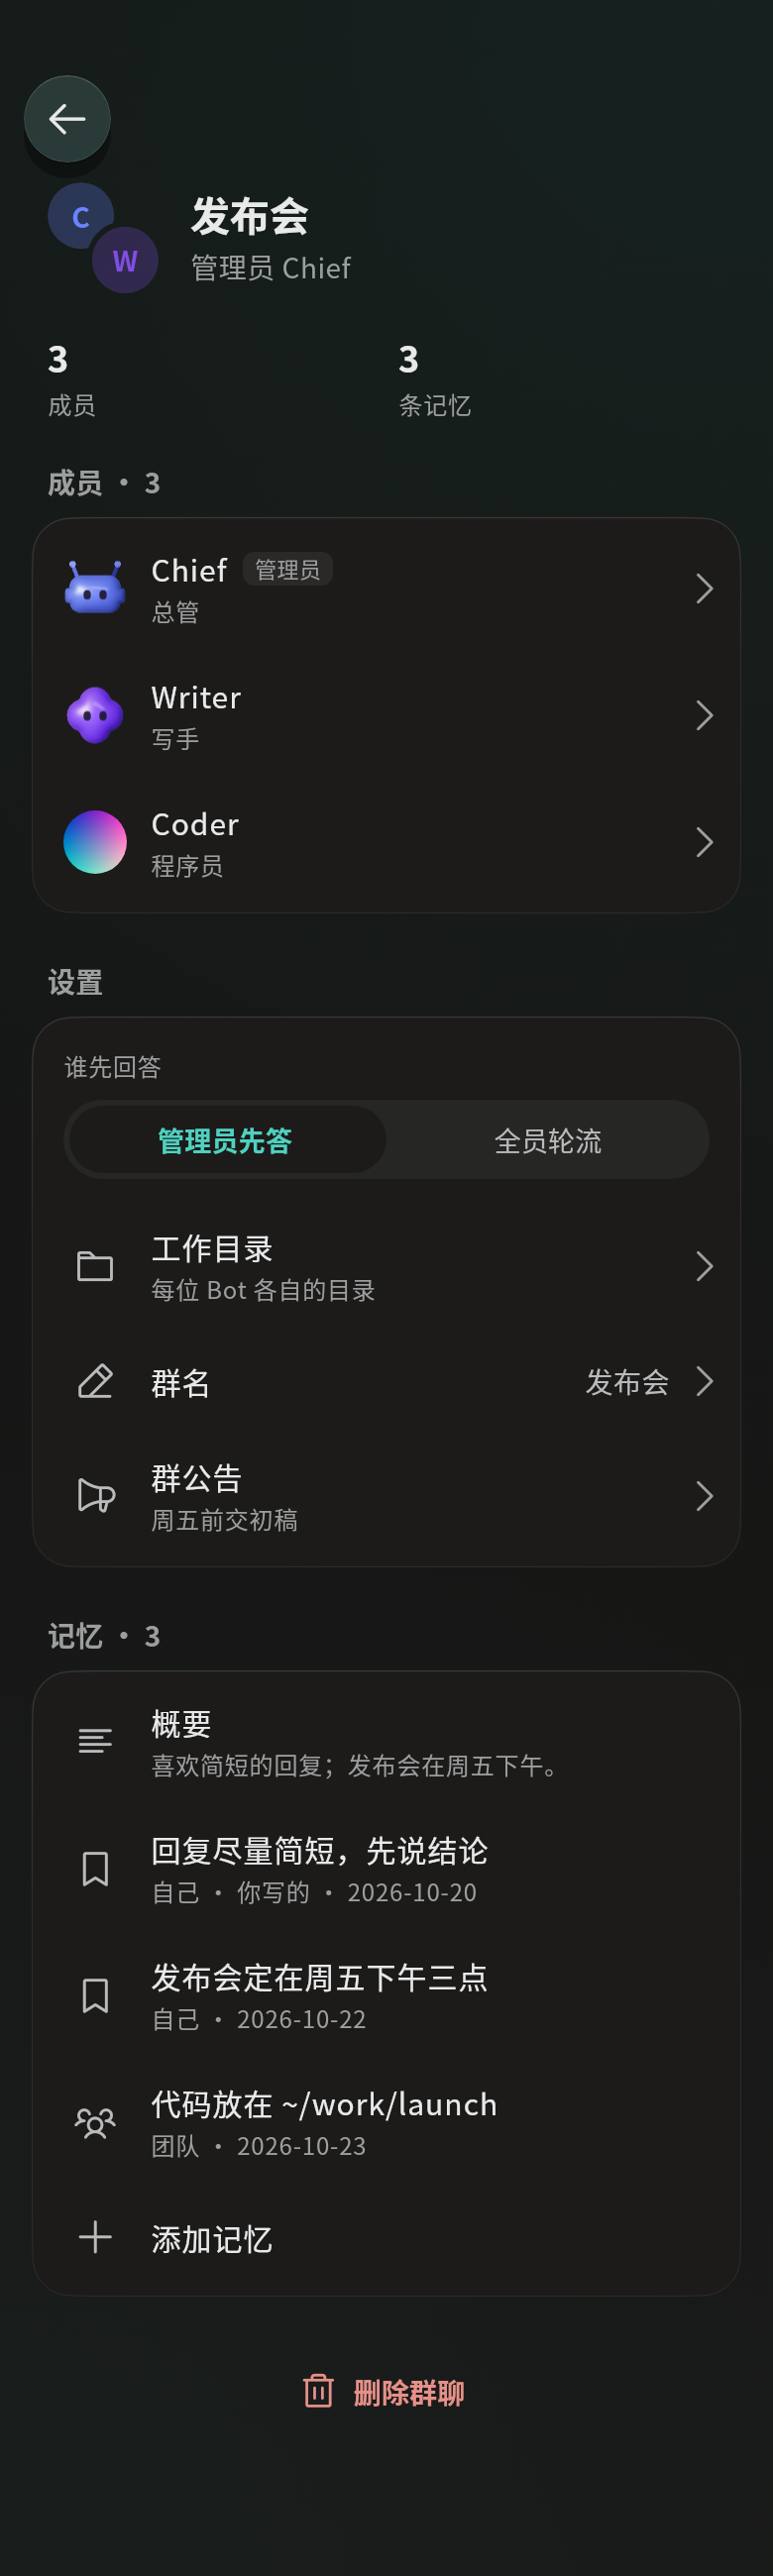 C
W
发布会
管理员 Chief
3
成员
3
条记忆
成员 · 3
Chief 管理员
总管
Writer
写手
Coder
程序员
设置
谁先回答
管理员先答 全员轮流
工作目录
每位 Bot 各自的目录
群名 发布会
群公告
周五前交初稿
记忆 · 3
概要
喜欢简短的回复；发布会在周五下午。
回复尽量简短，先说结论
自己 · 你写的 · 2026-10-20
发布会定在周五下午三点
自己 · 2026-10-22
代码放在 ~/work/launch
团队 · 2026-10-23
添加记忆
删除群聊